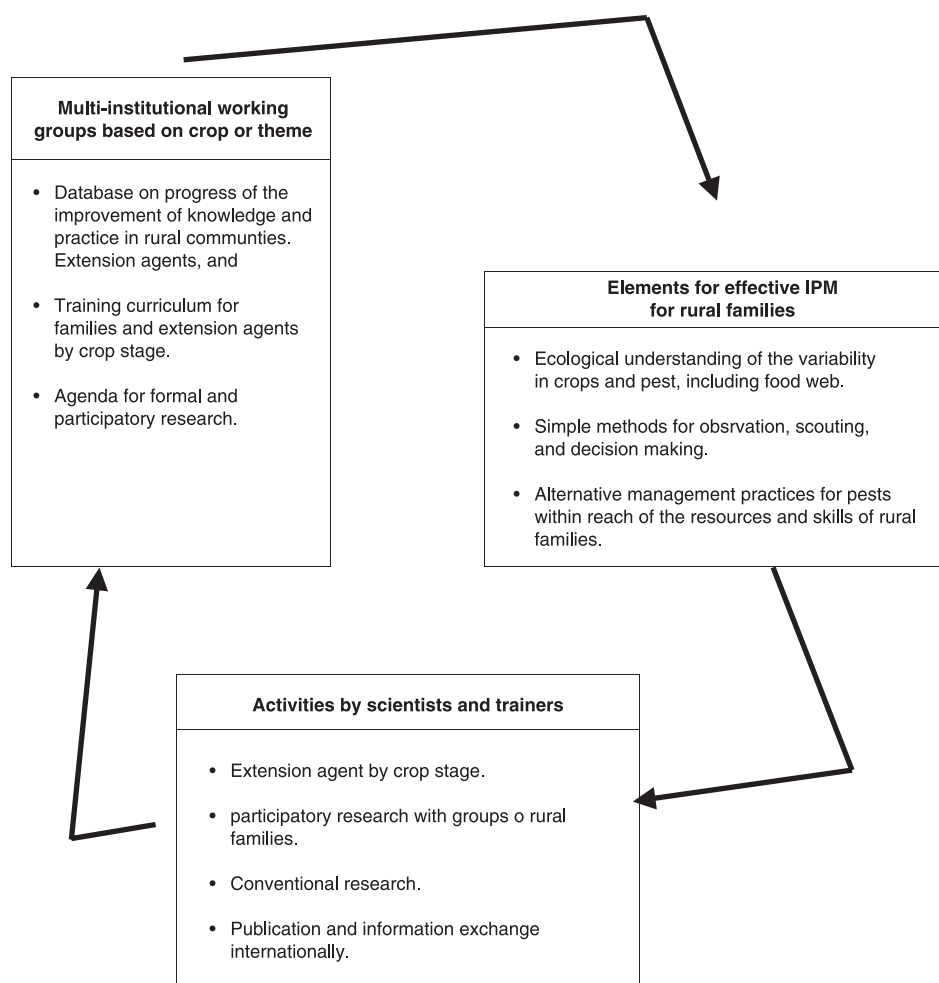 Multi-institutional working
groups based on crop or theme
• Database on progress of the
improvement of knowledge and
practice in rural communties.
Extension agents, and
• Training curriculum for
families and extension agents
by crop stage.
• Agenda for formal and
participatory research.
Elements for effective IPM
for rural families
• Ecological understanding of the variability
in crops and pest, including food web.
• Simple methods for obsrvation, scouting,
and decision making.
• Alternative management practices for pests
within reach of the resources and skills of rural
families.
Activities by scientists and trainers
• Extension agent by crop stage.
• participatory research with groups o rural
families.
• Conventional research.
• Publication and information exchange
internationally.